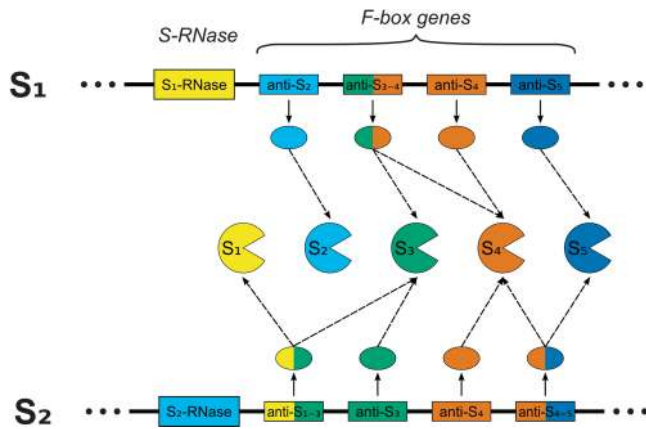 S-RNase F-box genes
S₁ ••• S₁-RNase anti-S₂ anti-S₃₋₄ anti-S₄ anti-S₅ •••
S₁ S₂ S₃ S₄ S₅
S₂ ••• S₂-RNase anti-S₁₋₃ anti-S₃ anti-S₄ anti-S₄₋₅ •••